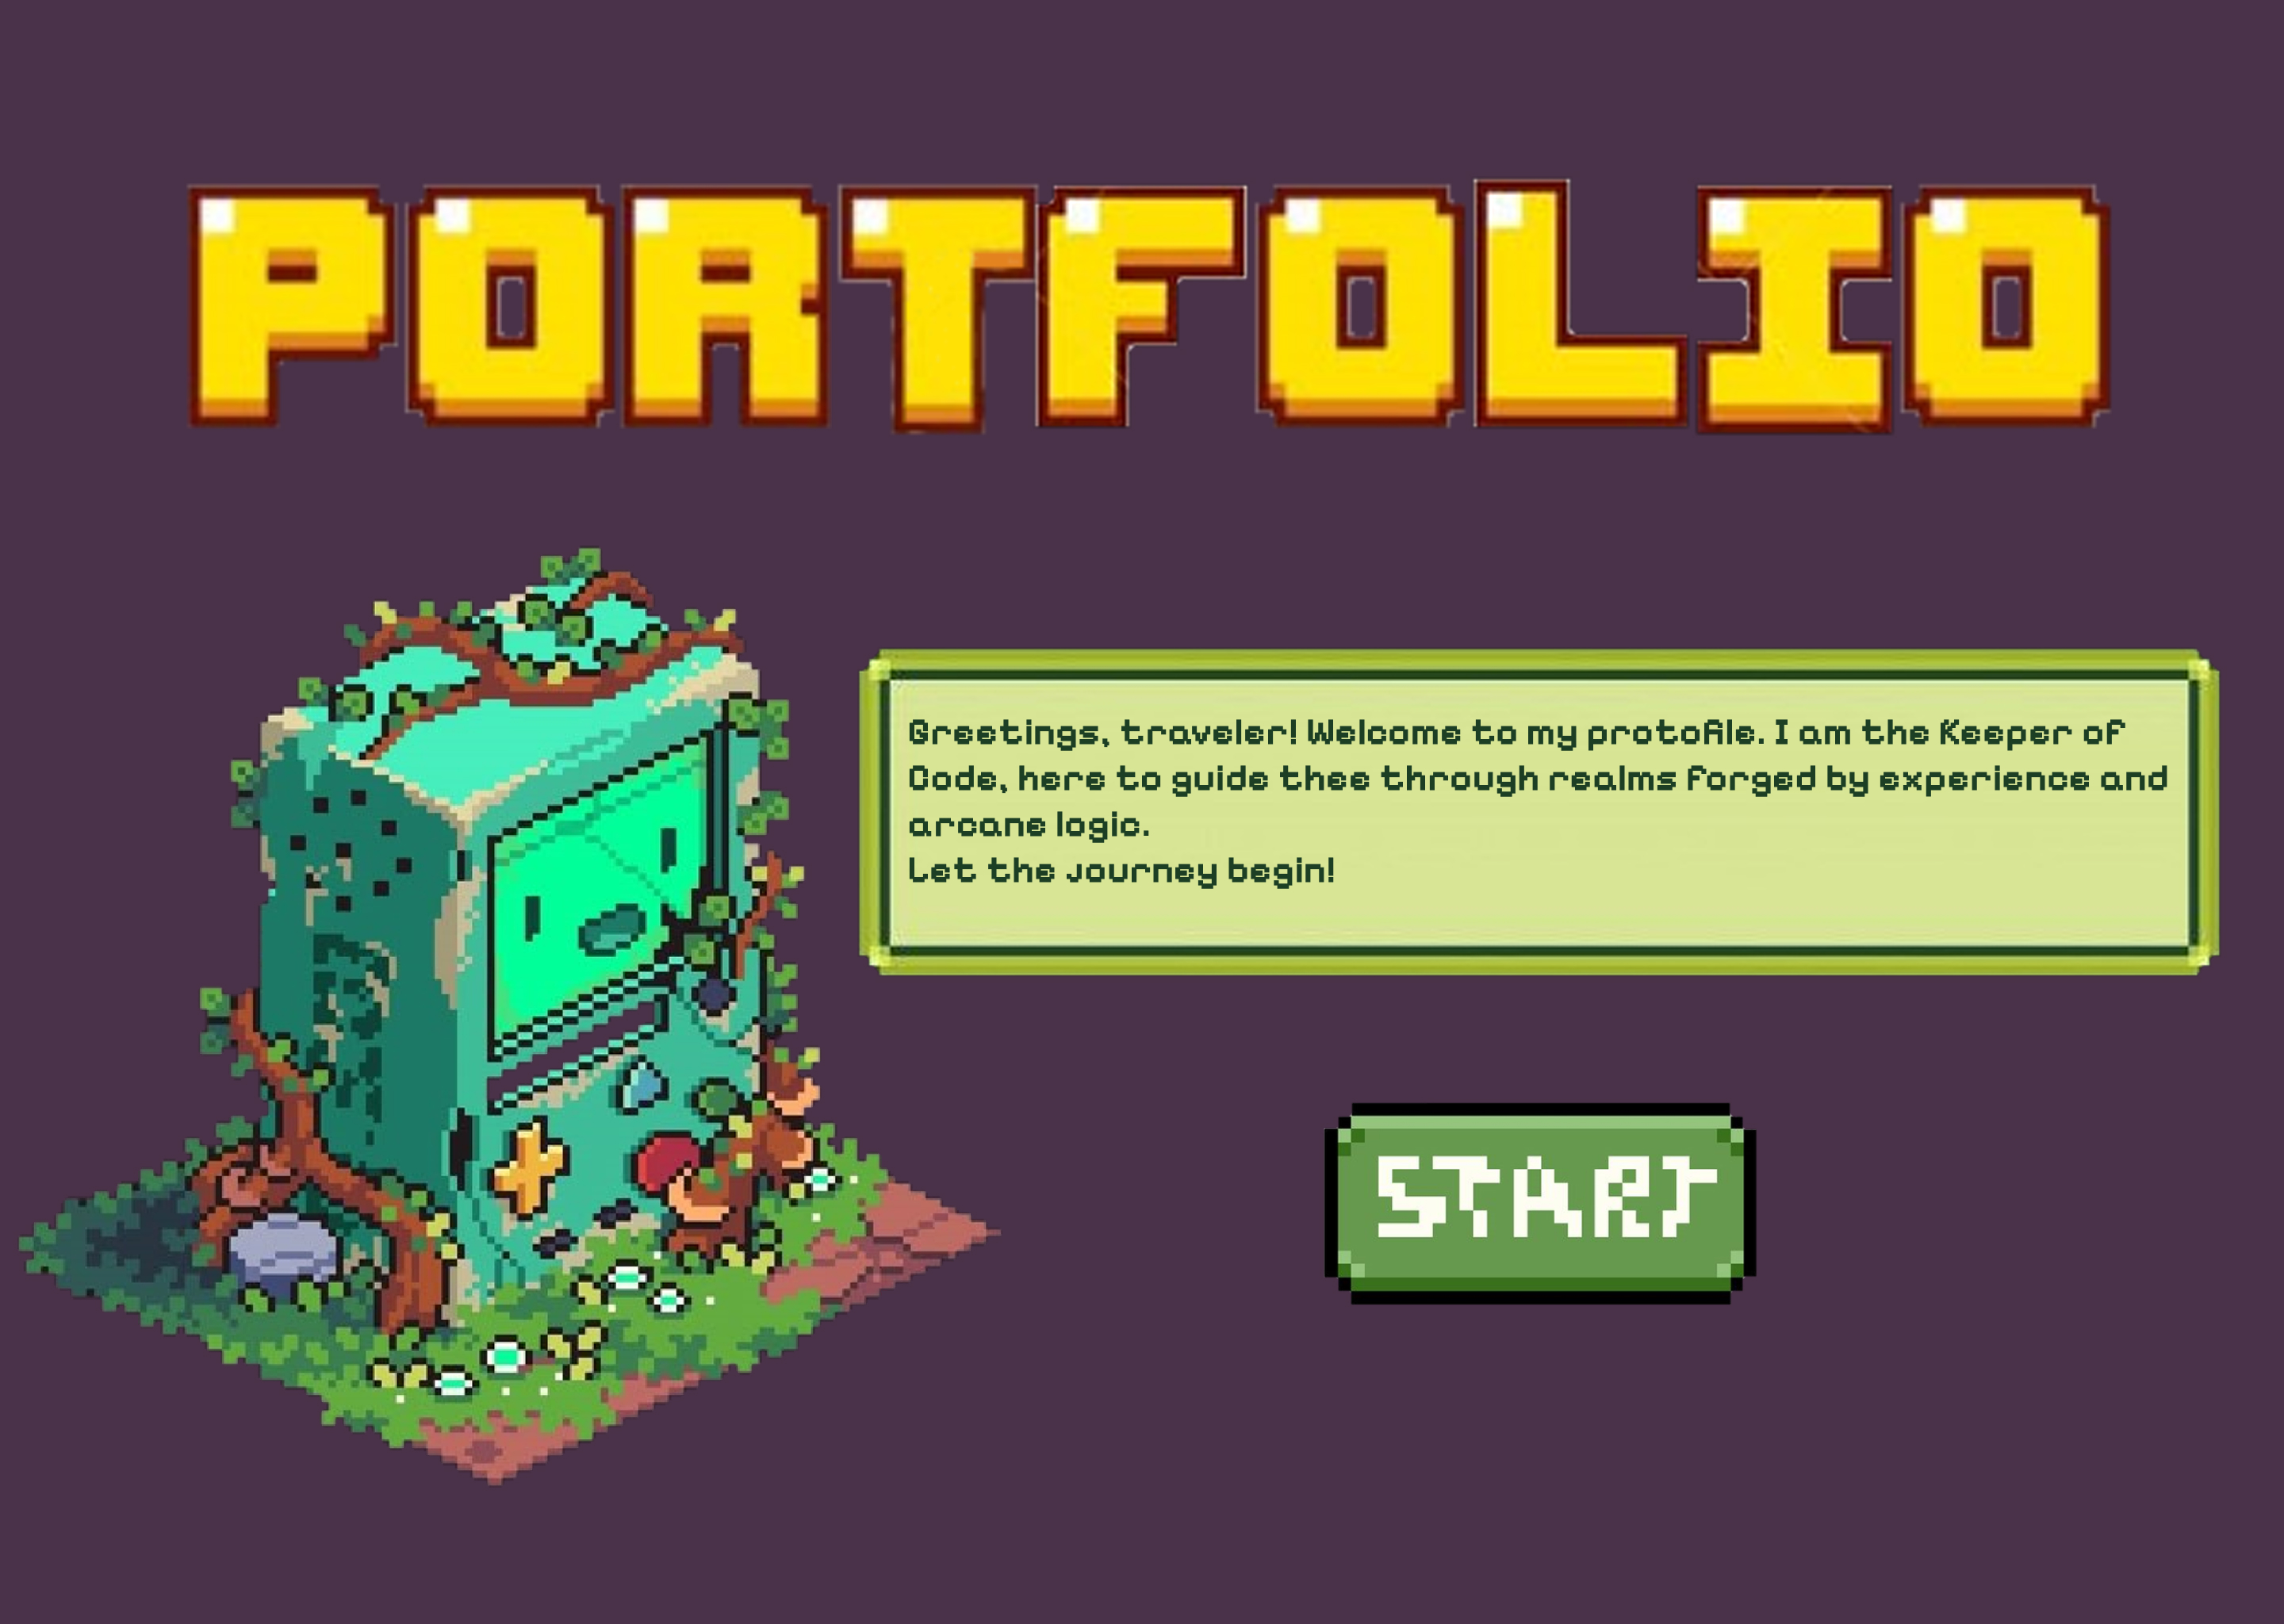 PORTFOLIO
Greetings, traveler! Welcome to my protofile. I am the Keeper of
Code, here to guide thee through realms forged by experience and
arcane logic.
Let the Journey begin!
START